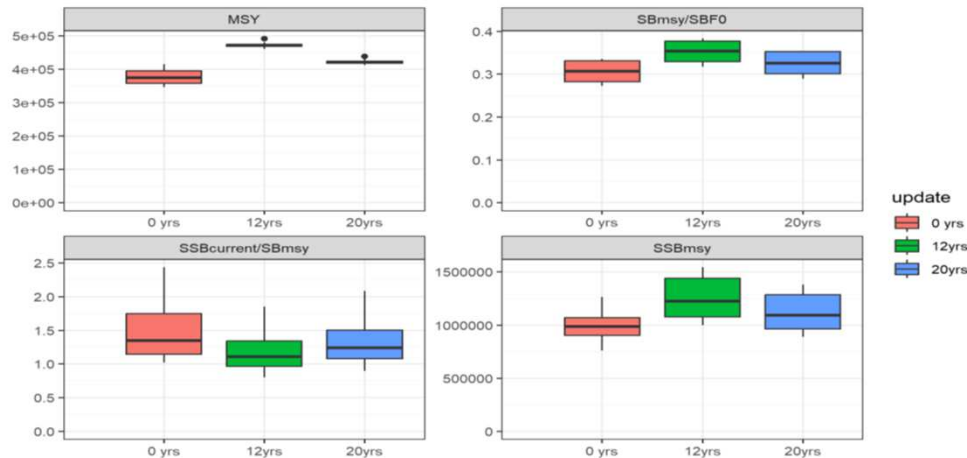 MSY
5e+05
4e+05
3e+05
2e+05
1e+05
0e+00
0 yrs
12yrs
20yrs
SBmsy/SBF0
0.4
0.3
0.2
0.1
0.0
0 yrs
12yrs
20yrs
SSBcurrent/SBmsy
2.5
2.0
1.5
1.0
0.5
0.0
0 yrs
12yrs
20yrs
SSBmsy
1500000
1000000
500000
0
0 yrs
12yrs
20yrs
update
0 yrs
12yrs
20yrs